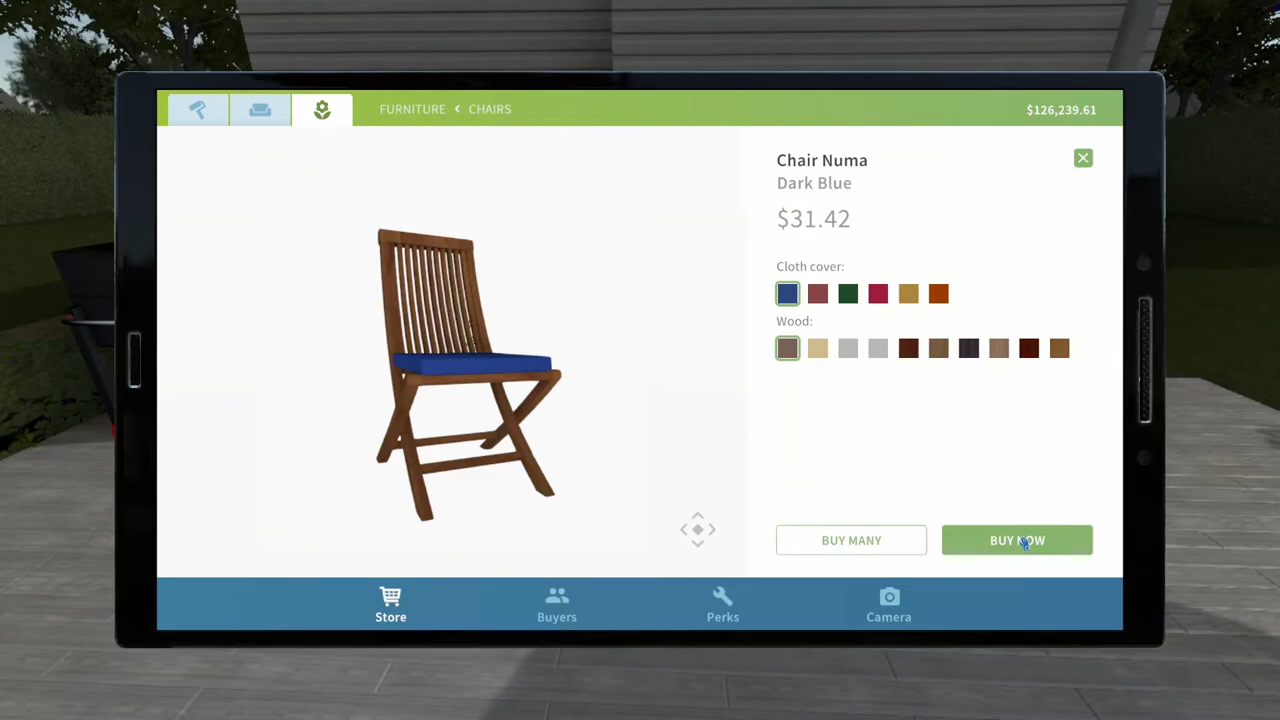 FURNITURE < CHAIRS
$126,239.61
Chair Numa
Dark Blue
$31.42
Cloth cover:
Wood:
BUY MANY
BUY NOW
Store
Buyers
Perks
Camera